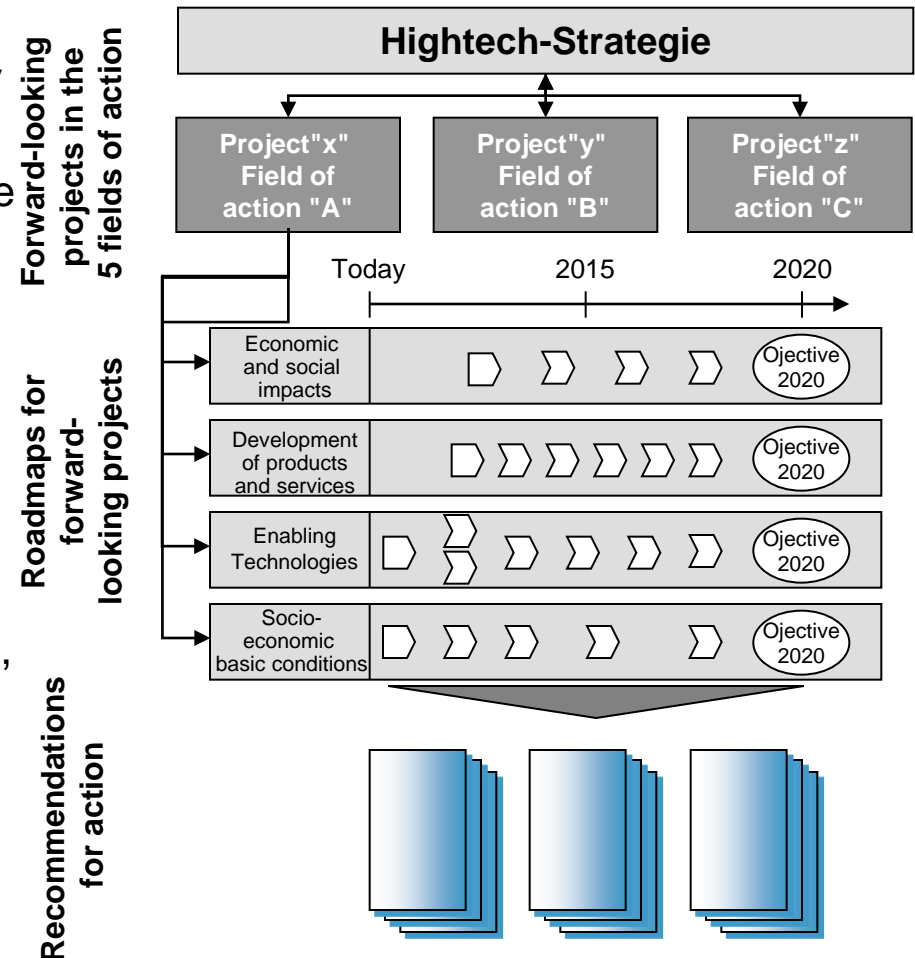 Hightech-Strategie
Forward-looking
projects in the
5 fields of action
Project"x"
Field of
action "A"
Project"y"
Field of
action "B"
Project"z"
Field of
action "C"
Today
2015
2020
Roadmaps for
forward-
looking projects
Economic
and social
impacts
Ojective
2020
Development
of products
and services
Ojective
2020
Enabling
Technologies
Ojective
2020
Socio-
economic
basic conditions
Ojective
2020
Recommendations
for action